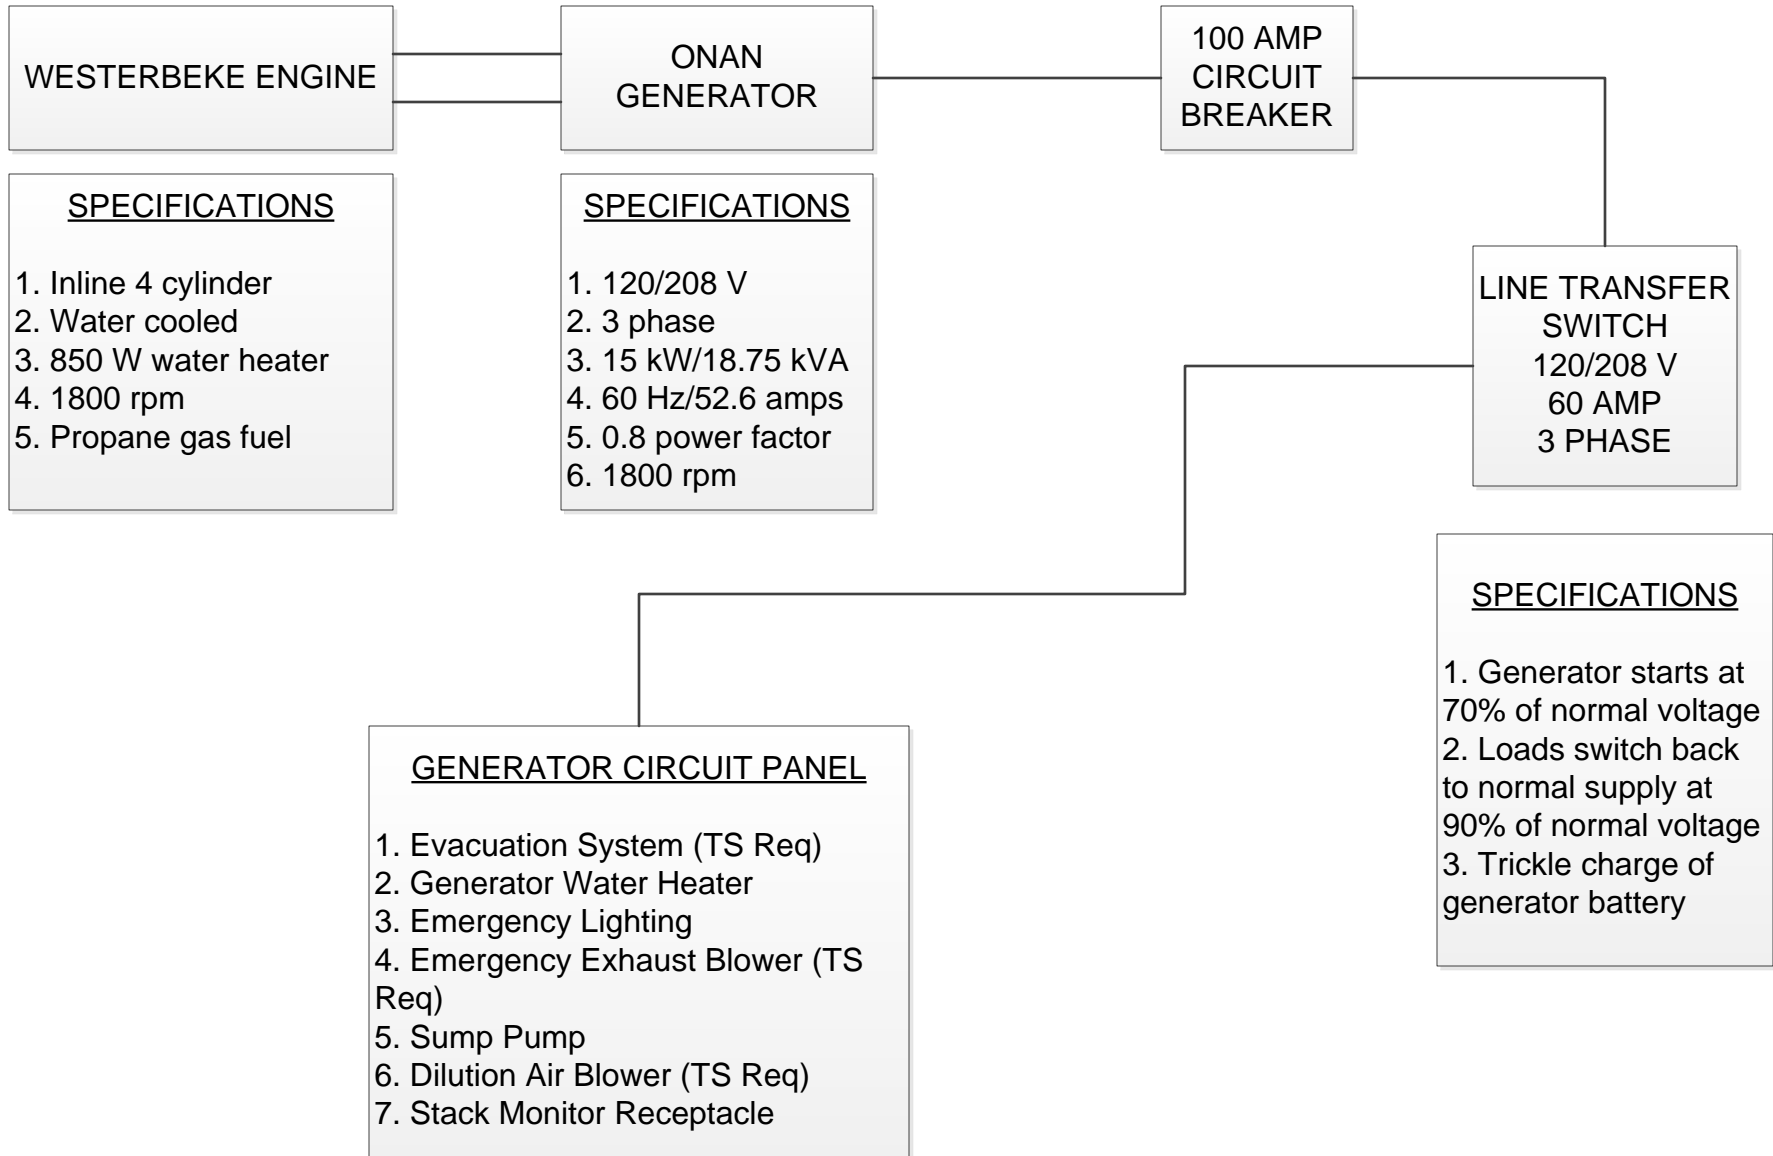 WESTERBEKE ENGINE
ONAN
GENERATOR
100 AMP
CIRCUIT
BREAKER
SPECIFICATIONS
1. Inline 4 cylinder
2. Water cooled
3. 850 W water heater
4. 1800 rpm
5. Propane gas fuel
SPECIFICATIONS
1. 120/208 V
2. 3 phase
3. 15 kW/18.75 kVA
4. 60 Hz/52.6 amps
5. 0.8 power factor
6. 1800 rpm
LINE TRANSFER
SWITCH
120/208 V
60 AMP
3 PHASE
SPECIFICATIONS
1. Generator starts at
70% of normal voltage
2. Loads switch back
to normal supply at
90% of normal voltage
3. Trickle charge of
generator battery
GENERATOR CIRCUIT PANEL
1. Evacuation System (TS Req)
2. Generator Water Heater
3. Emergency Lighting
4. Emergency Exhaust Blower (TS
Req)
5. Sump Pump
6. Dilution Air Blower (TS Req)
7. Stack Monitor Receptacle